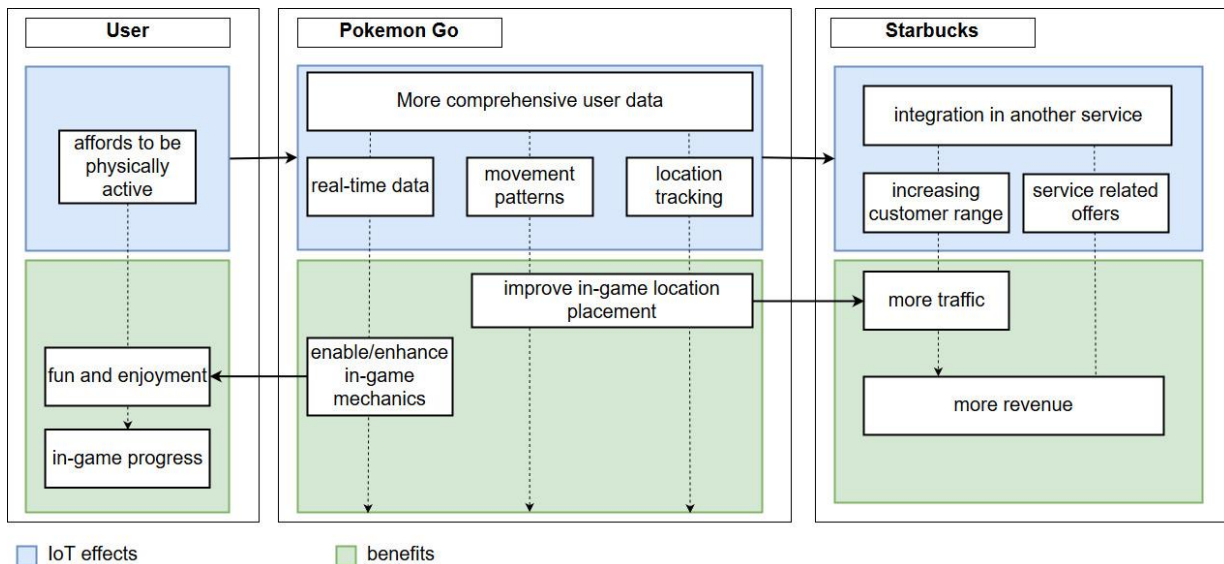 User
Pokemon Go
Starbucks
affords to be
physically
active
fun and enjoyment
in-game progress
More comprehensive user data
real-time data
movement
patterns
location
tracking
improve in-game location
placement
enable/enhance
in-game
mechanics
integration in another service
increasing
customer range
service related
offers
more traffic
more revenue
IoT effects
benefits